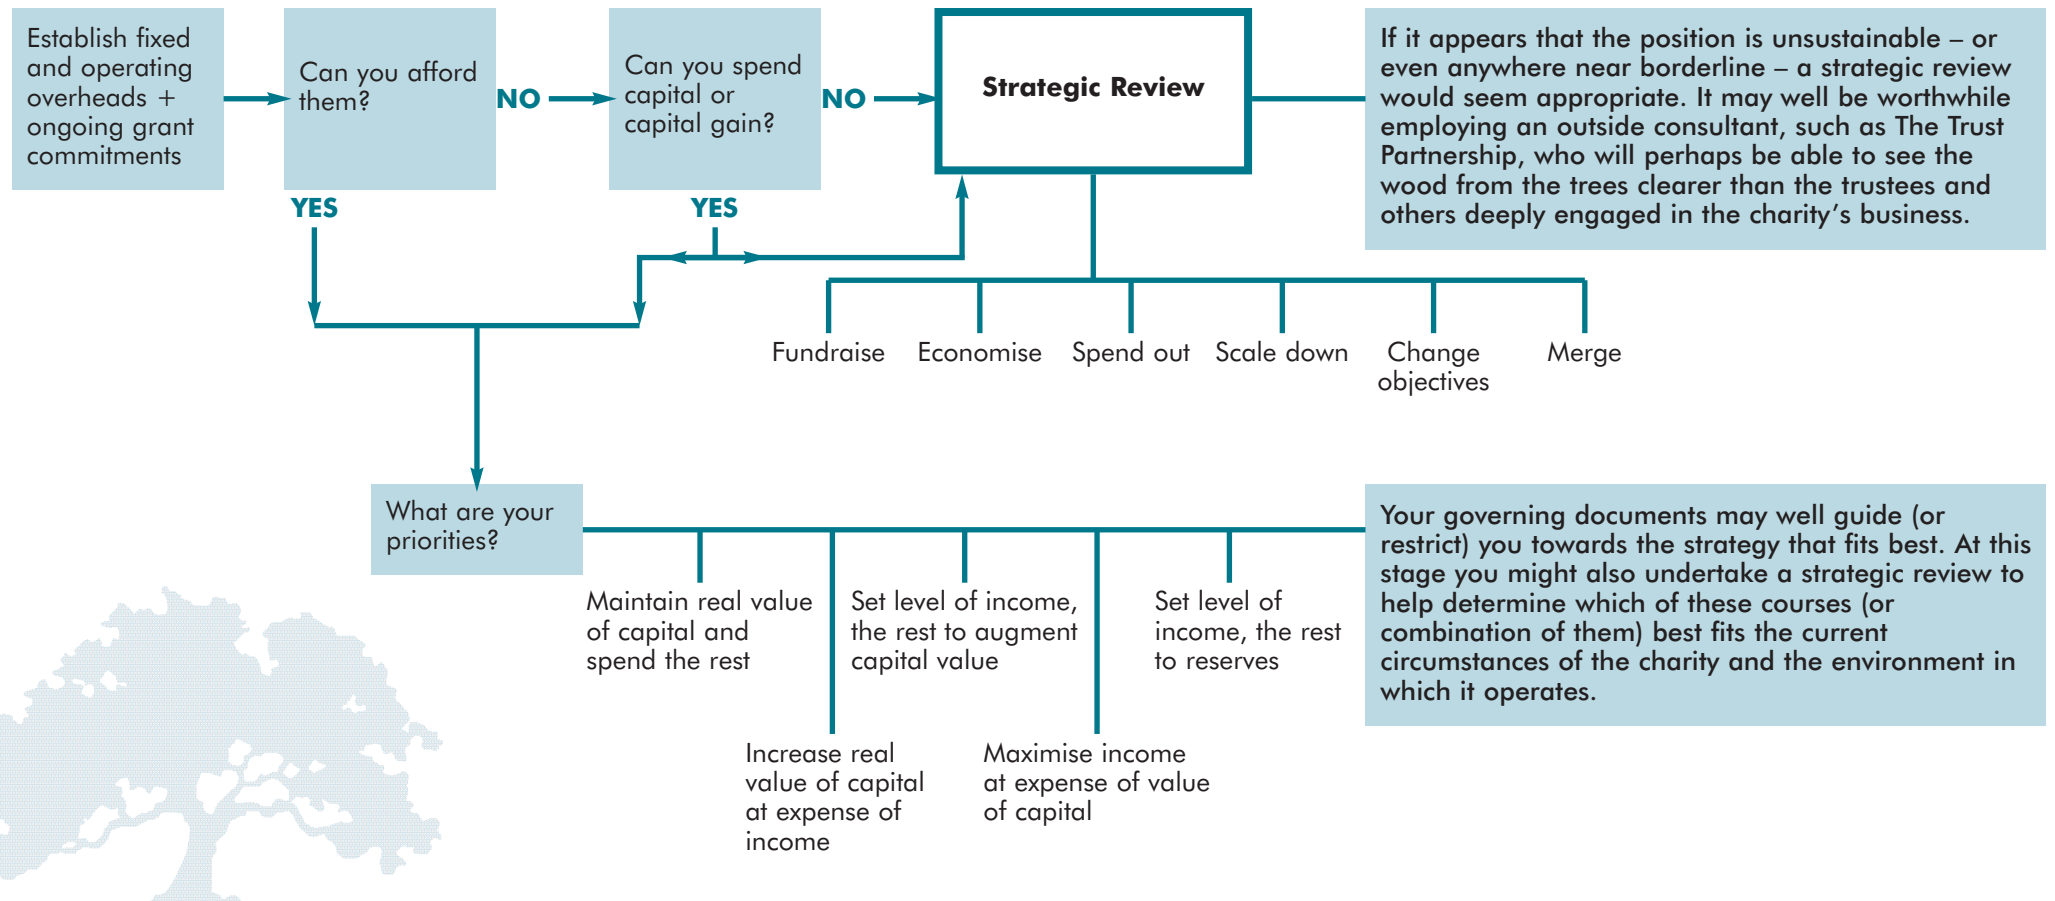 Establish fixed
and operating
overheads +
ongoing grant
commitments
Can you afford
them?
NO
Can you spend
capital or
capital gain?
NO
Strategic Review
If it appears that the position is unsustainable – or
even anywhere near borderline – a strategic review
would seem appropriate. It may well be worthwhile
employing an outside consultant, such as The Trust
Partnership, who will perhaps be able to see the
wood from the trees clearer than the trustees and
others deeply engaged in the charity’s business.
YES
YES
Fundraise
Economise
Spend out
Scale down
Change
objectives
Merge
What are your
priorities?
Maintain real value
of capital and
spend the rest
Set level of income,
the rest to augment
capital value
Set level of
income, the rest
to reserves
Increase real
value of capital
at expense of
income
Maximise income
at expense of value
of capital
Your governing documents may well guide (or
restrict) you towards the strategy that fits best. At this
stage you might also undertake a strategic review to
help determine which of these courses (or
combination of them) best fits the current
circumstances of the charity and the environment in
which it operates.